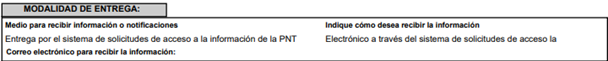 MODALIDAD DE ENTREGA:
Medio para recibir información o notificaciones
Indique cómo desea recibir la información
Entrega por el sistema de solicitudes de acceso a la información de la PNT
Electrónico a través del sistema de solicitudes de acceso la
Correo electrónico para recibir la información: